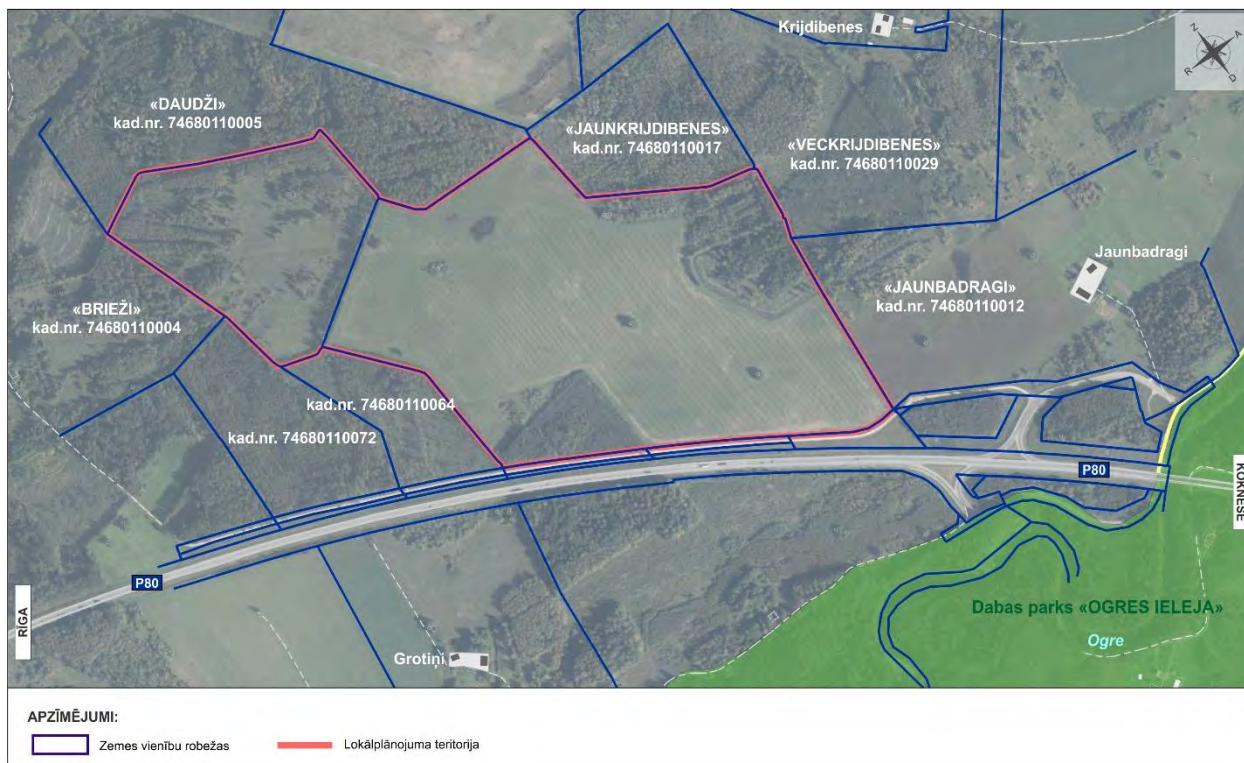 Krijdibenes
Z
A
R
D
«DAUDŽI»
kad.nr. 74680110005
«JAUNKRIJDIBENES»
kad.nr. 74680110017
«VECKRIJDIBENES»
kad.nr. 74680110029
Jaunbadragi
«JAUNBADRAGI»
kad.nr. 74680110012
«BRIEŽI»
kad.nr. 74680110004
kad.nr. 74680110064
kad.nr. 74680110072
P80
KOKNESE
P80
RĪGA
Dabas parks «OGRES IELEJA»
Ogre
Grotiņi
APZĪMĒJUMI:
Zemes vienību robežas
Lokālplānojuma teritorija